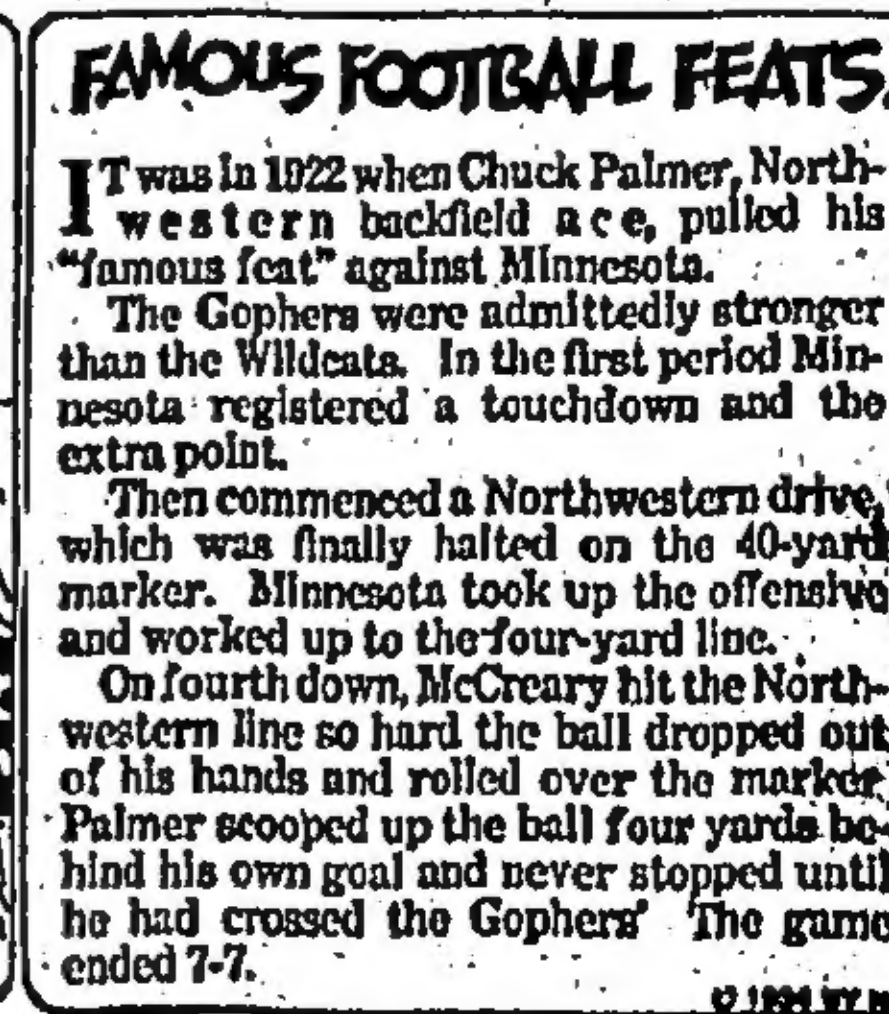 FAMOUS FOOTBALL FEATS.
IT was in 1922 when Chuck Palmer, North-
western backfield ace, pulled his
"famous feat" against Minnesota.
The Gophers were admittedly stronger
than the Wildcats. In the first period Min-
nesota registered a touchdown and the
extra point.
Then commenced a Northwestern drive,
which was finally halted on the 40-yard
marker. Minnesota took up the offensive
and worked up to the four-yard line.
On fourth down, McCreary hit the North-
western line so hard the ball dropped out
of his hands and rolled over the marker.
Palmer scooped up the ball four yards be-
hind his own goal and never stopped until
he had crossed the Gophers' The game
ended 7-7.